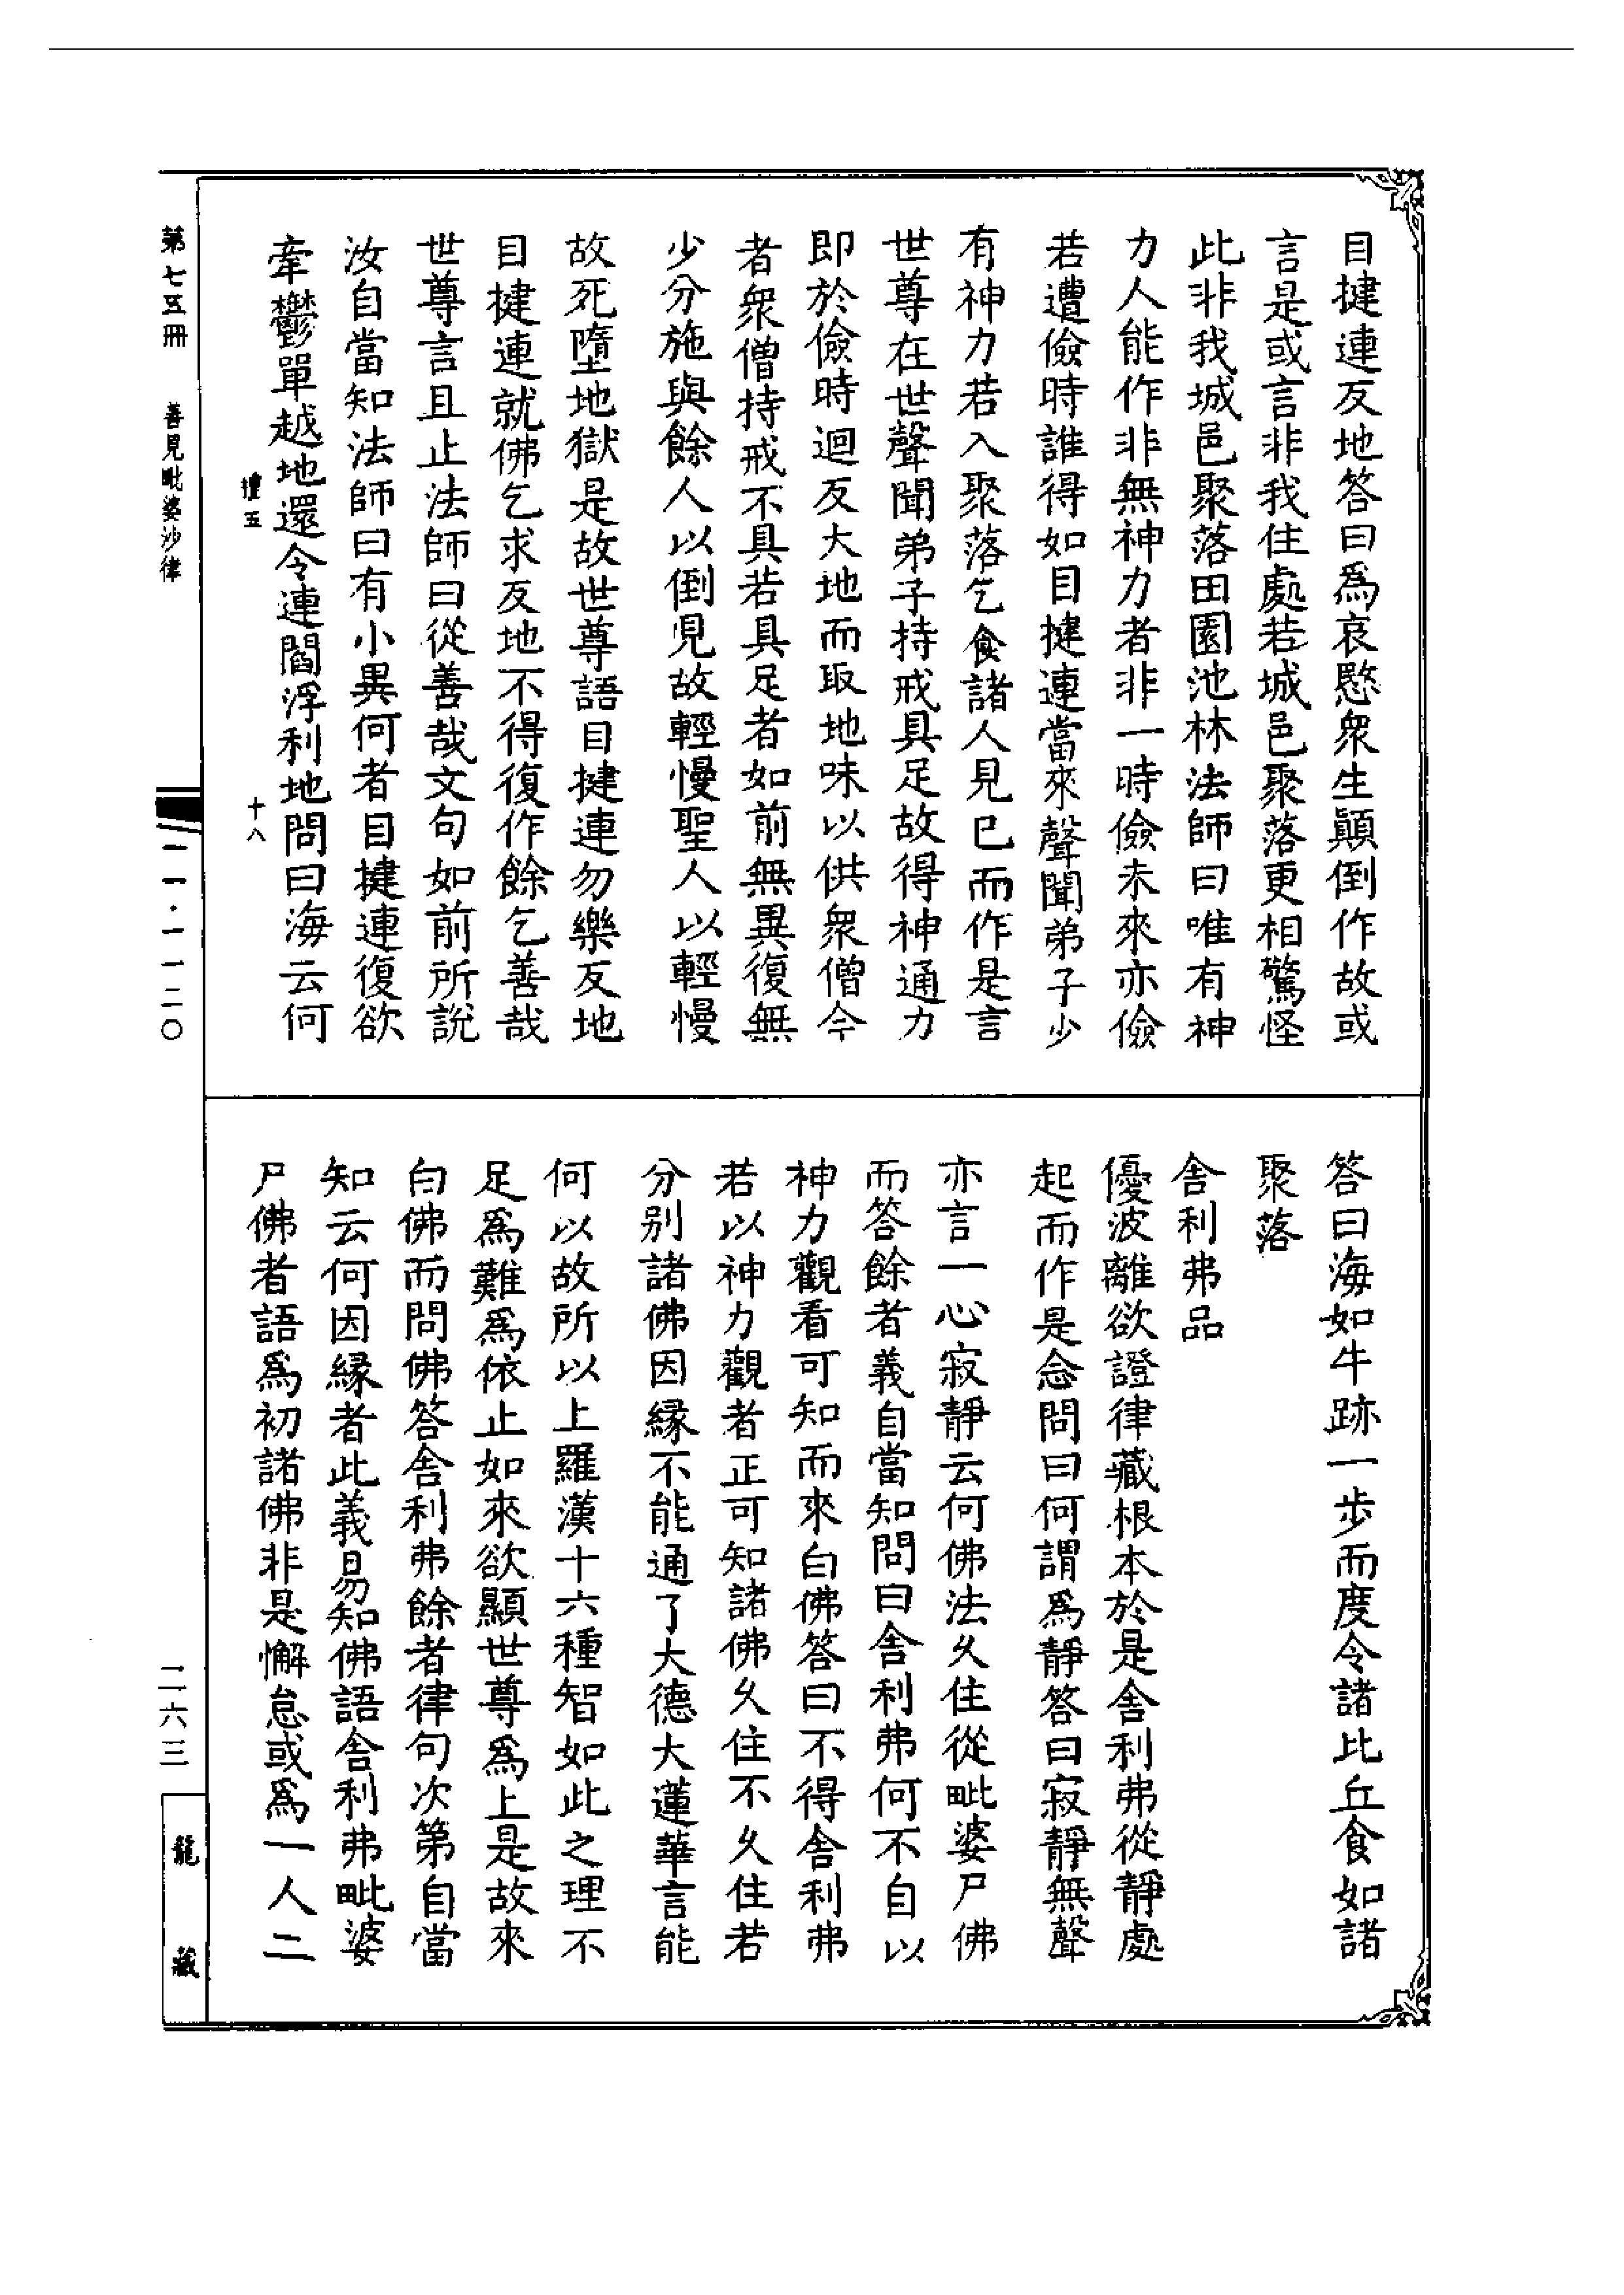 目揵連反地答曰爲哀愍衆生顚倒作故或
言是或言非我住處若城邑聚落更相驚怪
此非我城邑聚落田園池林法師曰唯有神
力人能作非無神力者非一時儉未來亦儉
若遭儉時誰得如目揵連當來聲聞弟子少
有神力若入聚落乞食諸人見已而作是言
世尊在世聲聞弟子持戒具足故得神通力
即於儉時迴反大地而取地味以供衆僧今
者衆僧持戒不具若具足者如前無異復無
少分施與餘人以倒見故輕慢聖人以輕慢
故死墮地獄是故世尊語目揵連勿樂反地
目揵連就佛乞求反地不得復作餘乞善哉
世尊言且止法師曰從善哉文句如前所說
汝自當知法師曰有小異何者目揵連復欲
牽鬱單越地還令連閻浮利地問曰海云何
禮五 十八
答曰海如牛跡一步而度令諸比丘食如諸
聚落
舍利弗品
優波離欲證律藏根本於是舍利弗從靜處
起而作是念問曰何謂爲靜答曰寂靜無聲
亦言一心寂靜云何佛法久住從毗婆尸佛
而答餘者義自當知問曰舍利弗何不自以
神力觀看可知而來白佛答曰不得舍利弗
若以神力觀者正可知諸佛久住不久住若
分别諸佛因緣不能通了大德大蓮華言能
何以故所以上羅漢十六種智如此之理不
足爲難爲依止如來欲顯世尊爲上是故來
白佛而問佛答舍利弗餘者律句次第自當
知云何因緣者此義易知佛語舍利弗毗婆
尸佛者語爲初諸佛非是懈怠或爲一人二
第七五冊 善見毗婆沙律
一一·一一二〇
二六三
龍藏